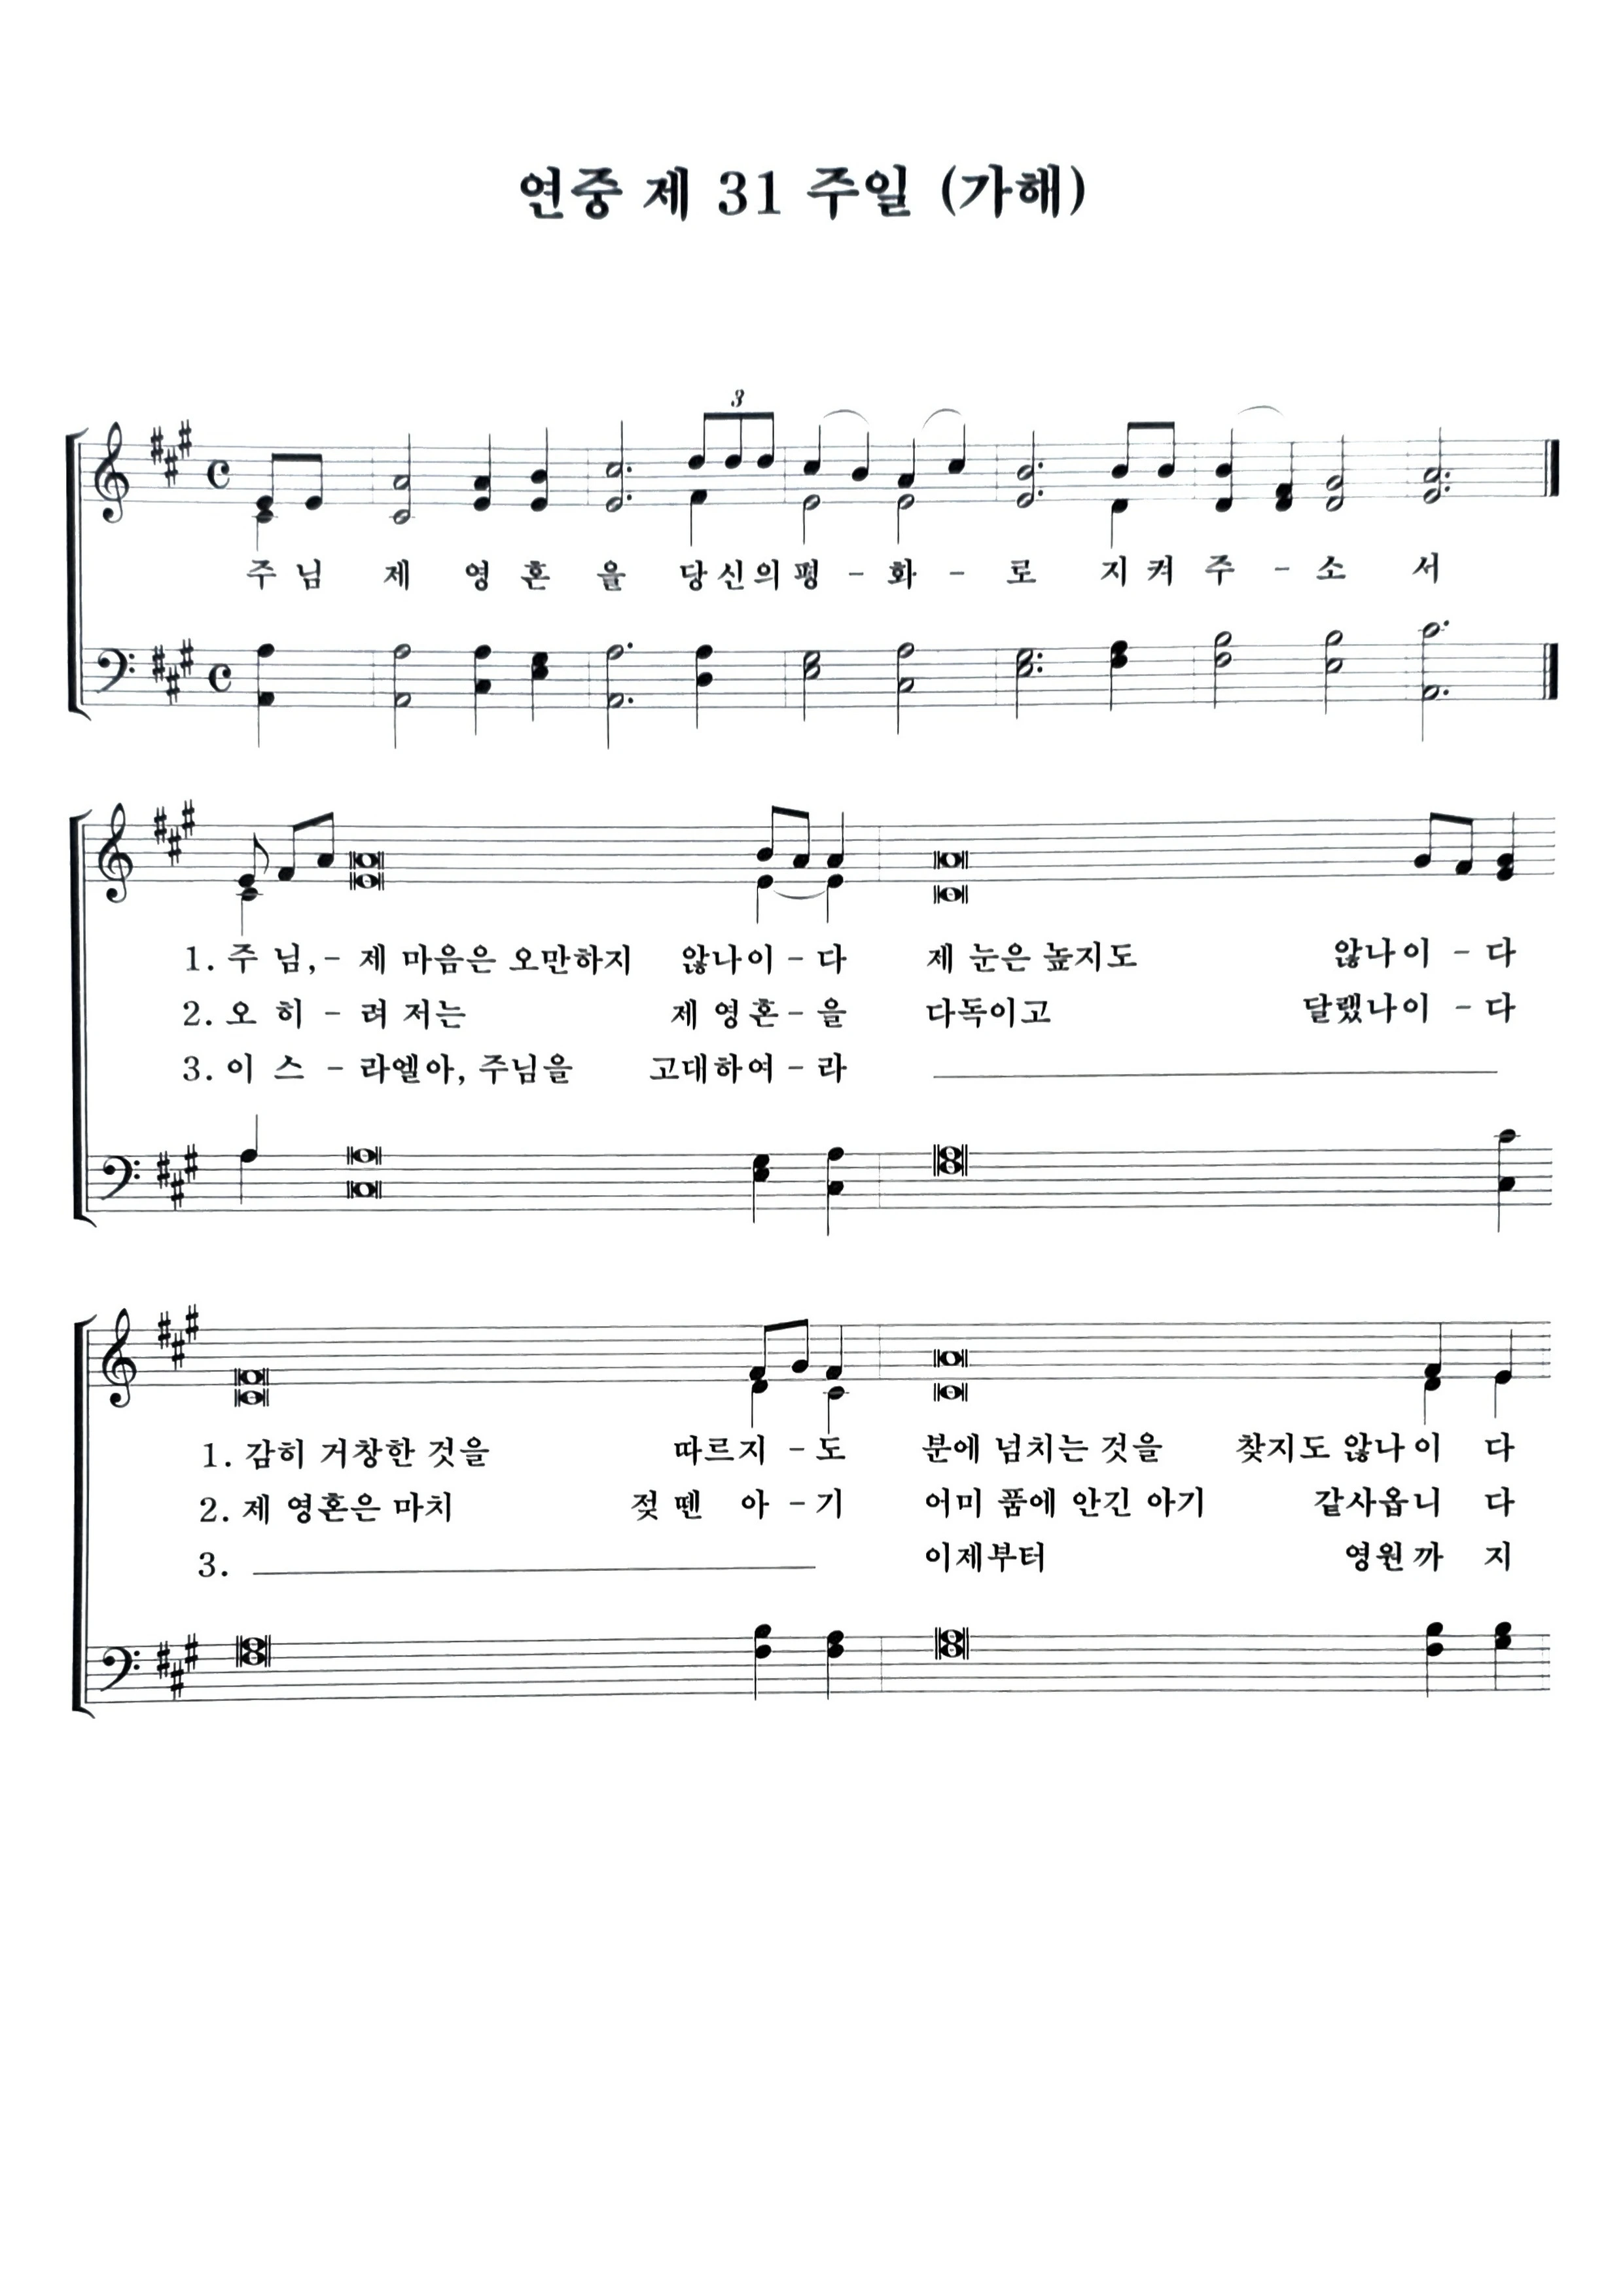 연중 제 31 주일 (가해)
3
주 님 제 영 혼 을 당 신 의 평 - 화 - 로 지 켜 주 - 소 서
1. 주 님, - 제 마음은 오만하지 않나이 - 다 제 눈은 높지도 않나이 - 다
2. 오 히 - 려 저는 제 영혼 - 을 다독이고 달랬나이 - 다
3. 이 스 - 라엘아, 주님을 고대하여 - 라
1. 감히 거창한 것을 따르지 - 도 분에 넘치는 것을 찾지도 않나 이 다
2. 제 영혼은 마치 젖 뗀 아 - 기 어미 품에 안긴 아기 같사옵니 다
3. 이제부터 영원까 지